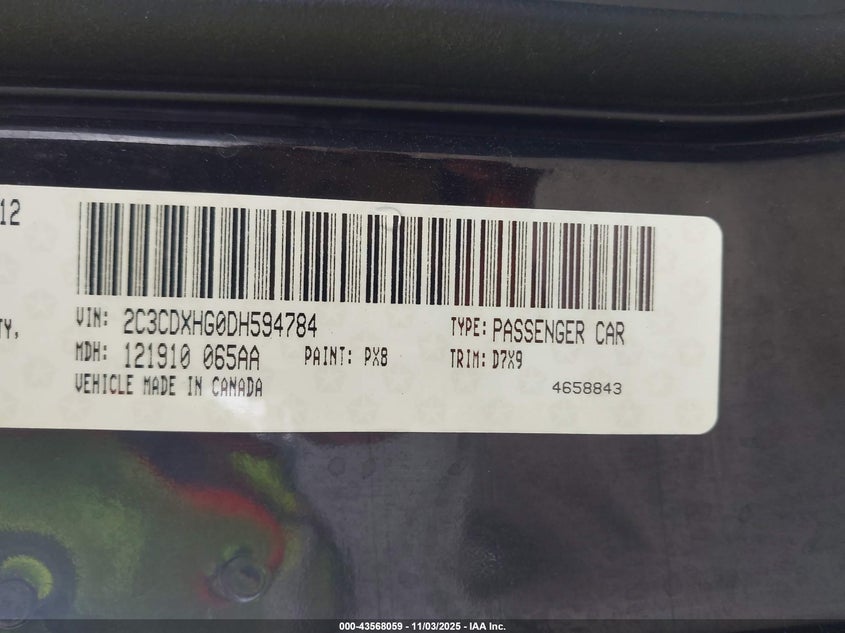 12
TY,
VIN: 2C3CDXHG0DH594784
TYPE: PASSENGER CAR
MDH: 121910 065AA
PAINT: PX8
TRIM: D7X9
VEHICLE MADE IN CANADA
4658843
000-43568059 - 11/03/2025 - IAA Inc.